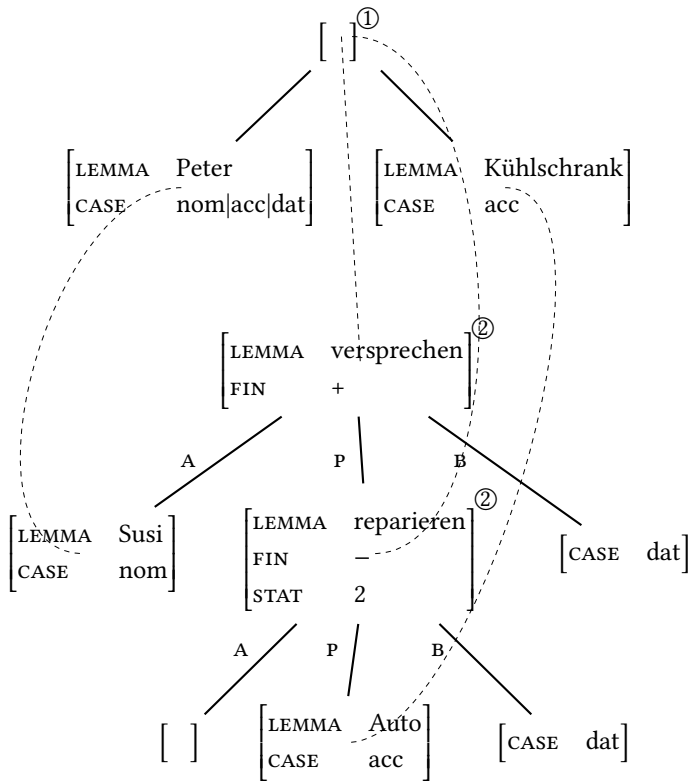 [ ]①
[LEMMA Peter
CASE nom|acc|dat]
[LEMMA Kühlschrank
CASE acc]
[LEMMA versprechen
FIN +]②
A P B
[LEMMA Susi
CASE nom]
[LEMMA reparieren
FIN −
STAT 2]②
[CASE dat]
A P B
[ ]
[LEMMA Auto
CASE acc]
[CASE dat]